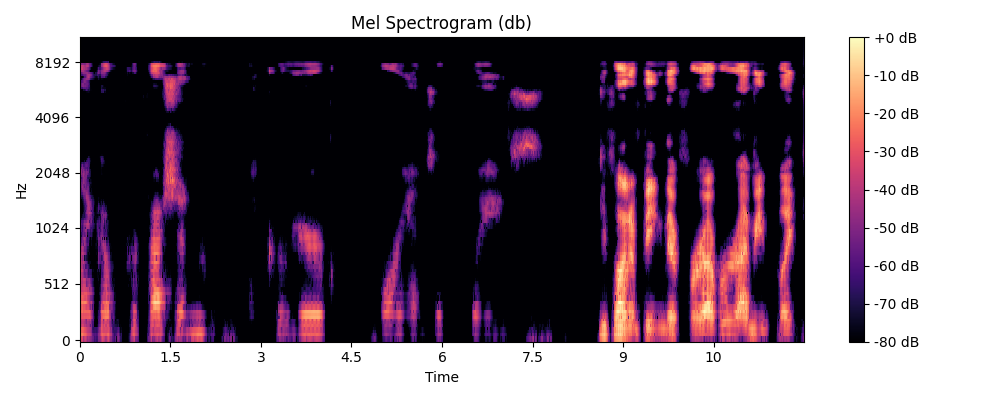 Mel Spectrogram (db)
8192
4096
2048
1024
512
0
Hz
0 1.5 3 4.5 6 7.5 9 10
Time
+0 dB
-10 dB
-20 dB
-30 dB
-40 dB
-50 dB
-60 dB
-70 dB
-80 dB